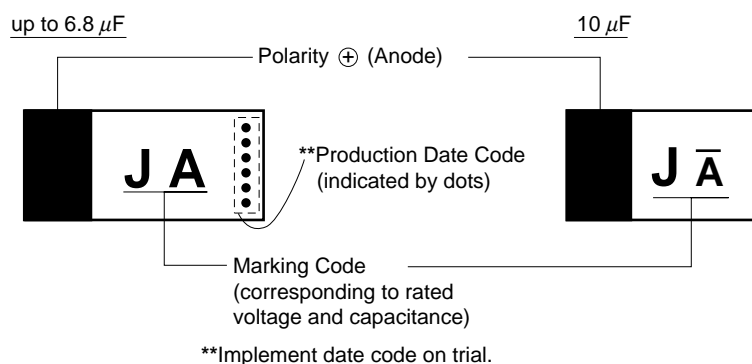 up to 6.8 μF
10 μF
Polarity ⊕ (Anode)
J A
**Production Date Code
(indicated by dots)
J A̅
Marking Code
(corresponding to rated
voltage and capacitance)
**Implement date code on trial.